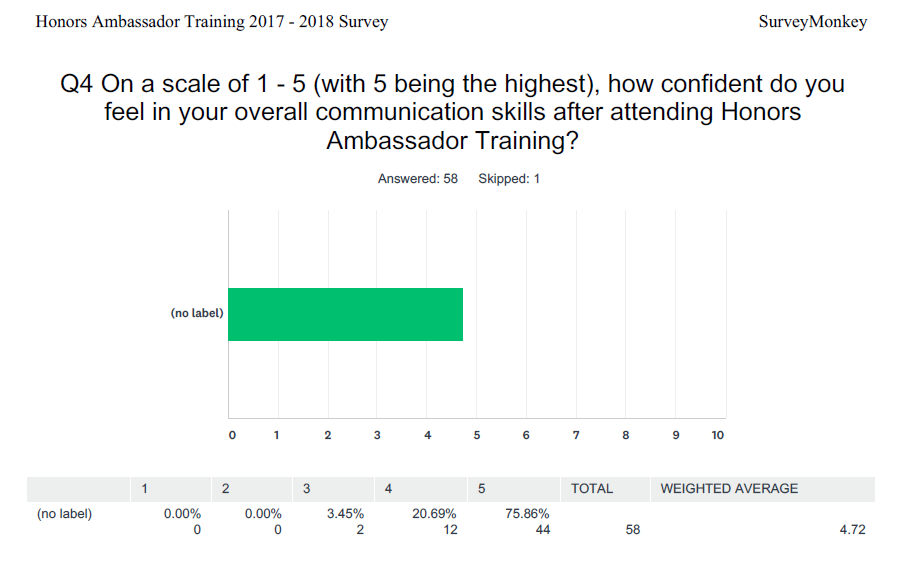 Honors Ambassador Training 2017 - 2018 Survey SurveyMonkey
Q4 On a scale of 1 - 5 (with 5 being the highest), how confident do you
feel in your overall communication skills after attending Honors
Ambassador Training?
Answered: 58 Skipped: 1
(no label)
0 1 2 3 4 5 6 7 8 9 10
1 2 3 4 5 TOTAL WEIGHTED AVERAGE
(no label) 0.00% 0.00% 3.45% 20.69% 75.86%
0 0 2 12 44 58 4.72